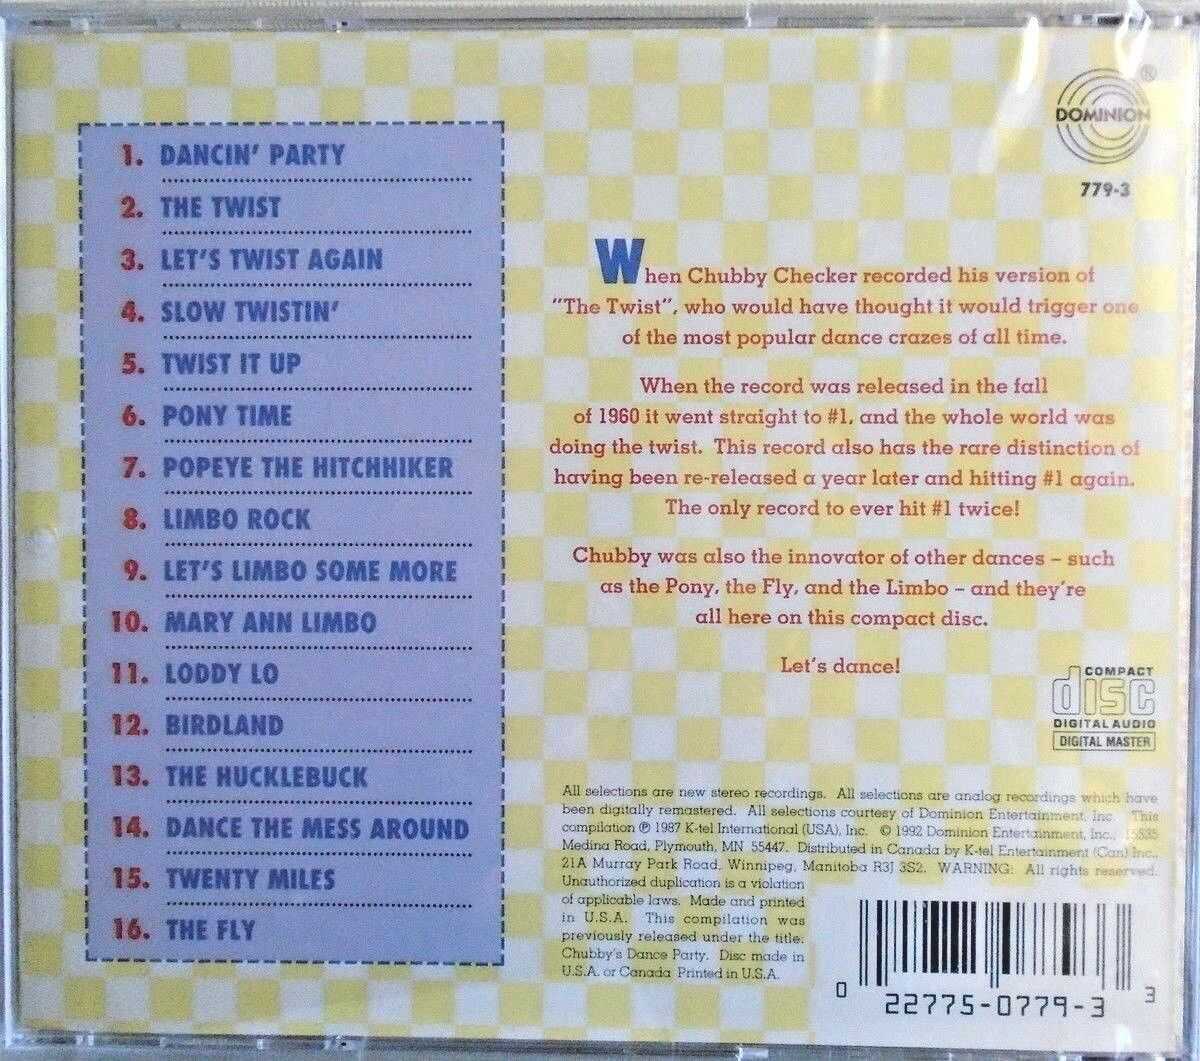 1. DANCIN' PARTY
2. THE TWIST
3. LET'S TWIST AGAIN
4. SLOW TWISTIN'
5. TWIST IT UP
6. PONY TIME
7. POPEYE THE HITCHHIKER
8. LIMBO ROCK
9. LET'S LIMBO SOME MORE
10. MARY ANN LIMBO
11. LODDY LO
12. BIRDLAND
13. THE HUCKLEBUCK
14. DANCE THE MESS AROUND
15. TWENTY MILES
16. THE FLY
DOMINION®
779-3
When Chubby Checker recorded his version of
"The Twist", who would have thought it would trigger one
of the most popular dance crazes of all time.
When the record was released in the fall
of 1960 it went straight to #1, and the whole world was
doing the twist. This record also has the rare distinction of
having been re-released a year later and hitting #1 again.
The only record to ever hit #1 twice!
Chubby was also the innovator of other dances – such
as the Pony, the Fly, and the Limbo – and they're
all here on this compact disc.
Let's dance!
COMPACT
disc
DIGITAL AUDIO
DIGITAL MASTER
All selections are new stereo recordings. All selections are analog recordings which have
been digitally remastered. All selections courtesy of Dominion Entertainment, Inc. This
compilation ℗ 1987 K-tel International (USA), Inc. © 1992 Dominion Entertainment, Inc., 15535
Medina Road, Plymouth, MN 55447. Distributed in Canada by K-tel Entertainment (Can) Inc.,
21A Murray Park Road, Winnipeg, Manitoba R3J 3S2. WARNING: All rights reserved.
Unauthorized duplication is a violation
of applicable laws. Made and printed
in U.S.A. This compilation was
previously released under the title:
Chubby's Dance Party. Disc made in
U.S.A. or Canada Printed in U.S.A.
0 22775-0779-3 3